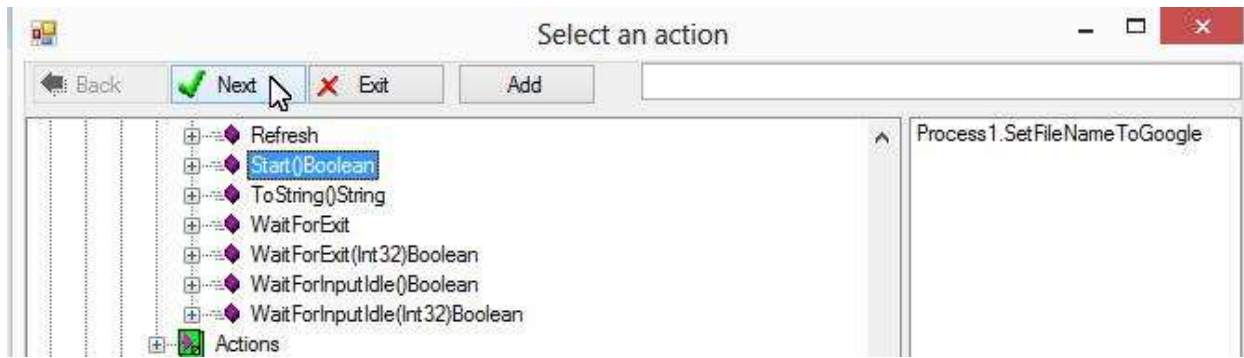 Select an action
Back Next Exit Add
Refresh
Process1.SetFileNameToGoogle
Start()Boolean
ToString()String
WaitForExit
WaitForExit(Int32)Boolean
WaitForInputIdle()Boolean
WaitForInputIdle(Int32)Boolean
Actions